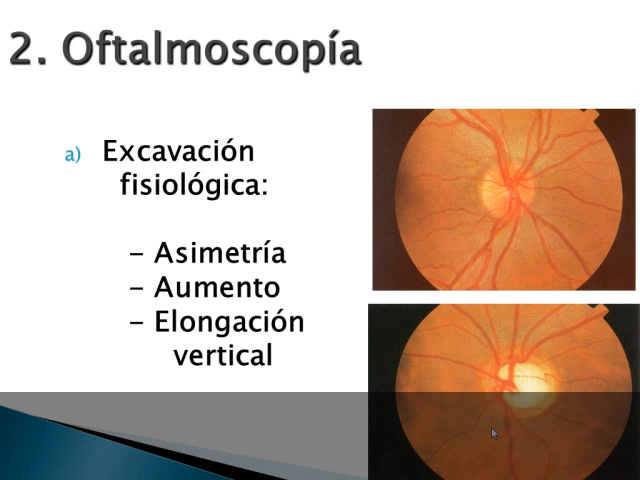 2. Oftalmoscopía
a) Excavación
fisiológica:
- Asimetría
- Aumento
- Elongación
vertical